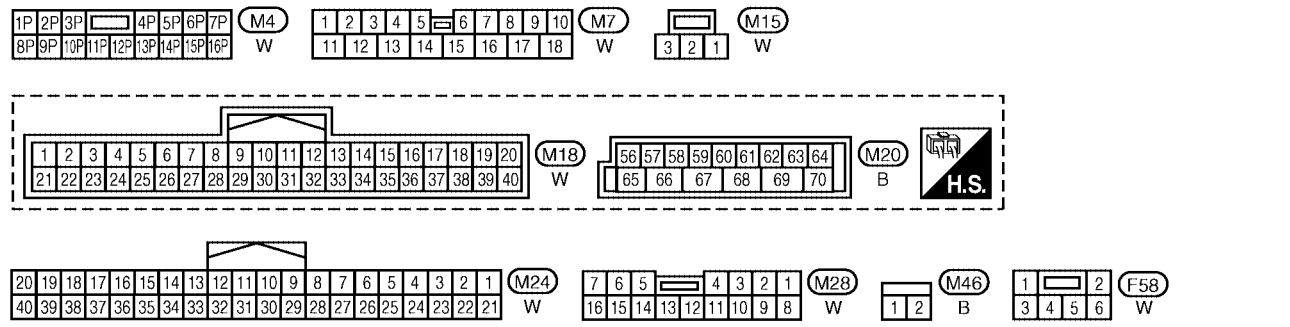 1P 2P 3P 4P 5P 6P 7P M4
8P 9P 10P 11P 12P 13P 14P 15P 16P W
1 2 3 4 5 6 7 8 9 10 M7
11 12 13 14 15 16 17 18 W
M15
3 2 1 W
1 2 3 4 5 6 7 8 9 10 11 12 13 14 15 16 17 18 19 20 M18
21 22 23 24 25 26 27 28 29 30 31 32 33 34 35 36 37 38 39 40 W
56 57 58 59 60 61 62 63 64 M20
65 66 67 68 69 70 B
H.S.
20 19 18 17 16 15 14 13 12 11 10 9 8 7 6 5 4 3 2 1 M24
40 39 38 37 36 35 34 33 32 31 30 29 28 27 26 25 24 23 22 21 W
7 6 5 4 3 2 1 M28
16 15 14 13 12 11 10 9 8 W
M46
1 2 B
1 2 F58
3 4 5 6 W